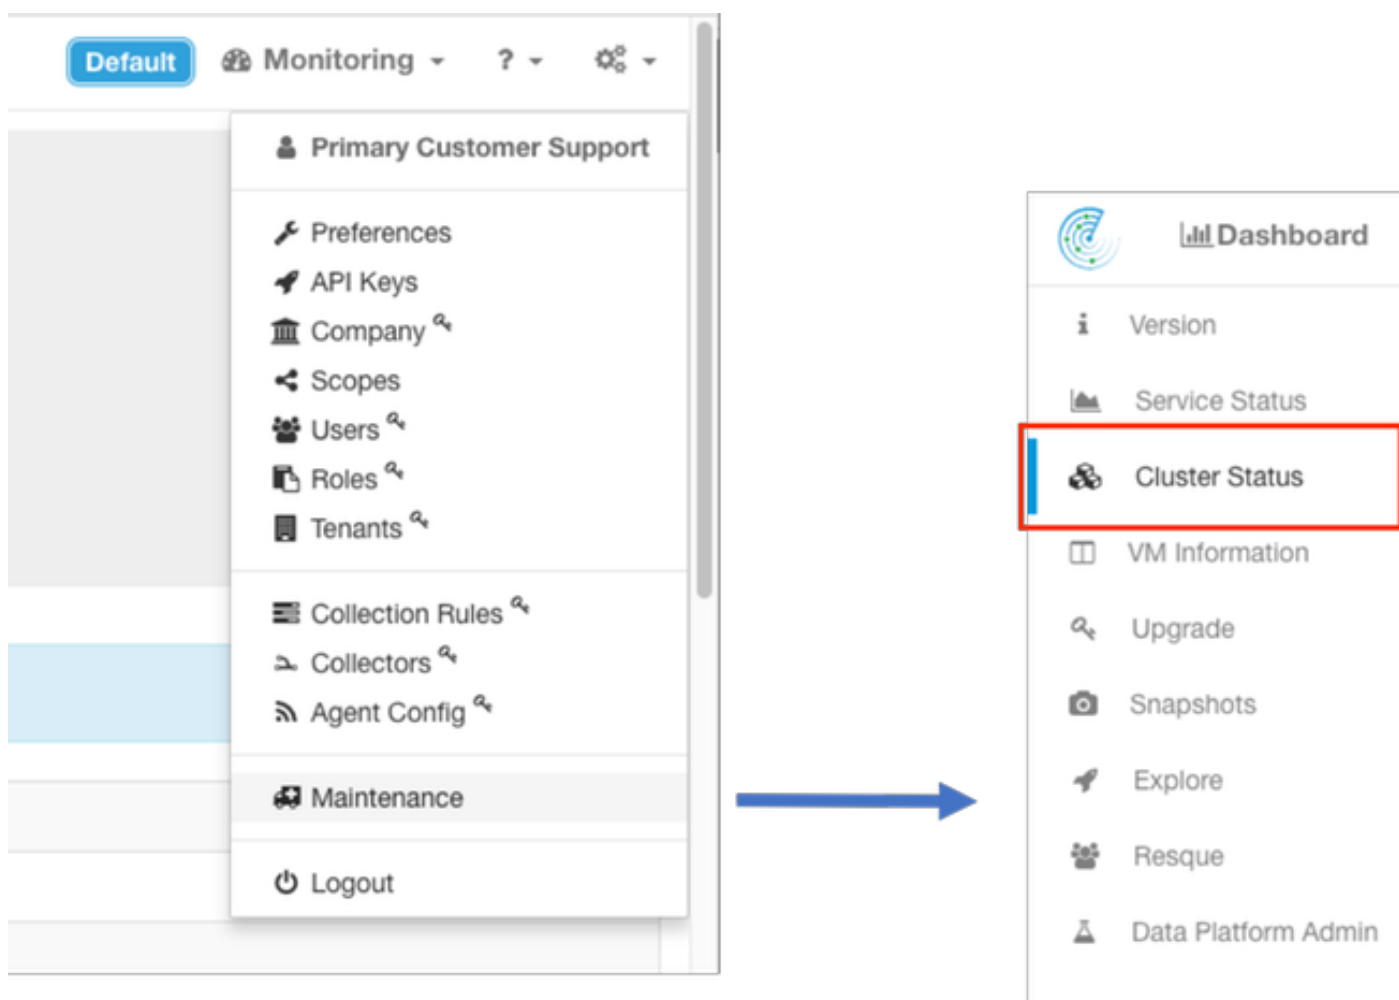 Default Monitoring ?
Primary Customer Support
Preferences
API Keys
Company
Scopes
Users
Roles
Tenants
Collection Rules
Collectors
Agent Config
Maintenance
Logout
Dashboard
Version
Service Status
Cluster Status
VM Information
Upgrade
Snapshots
Explore
Resque
Data Platform Admin